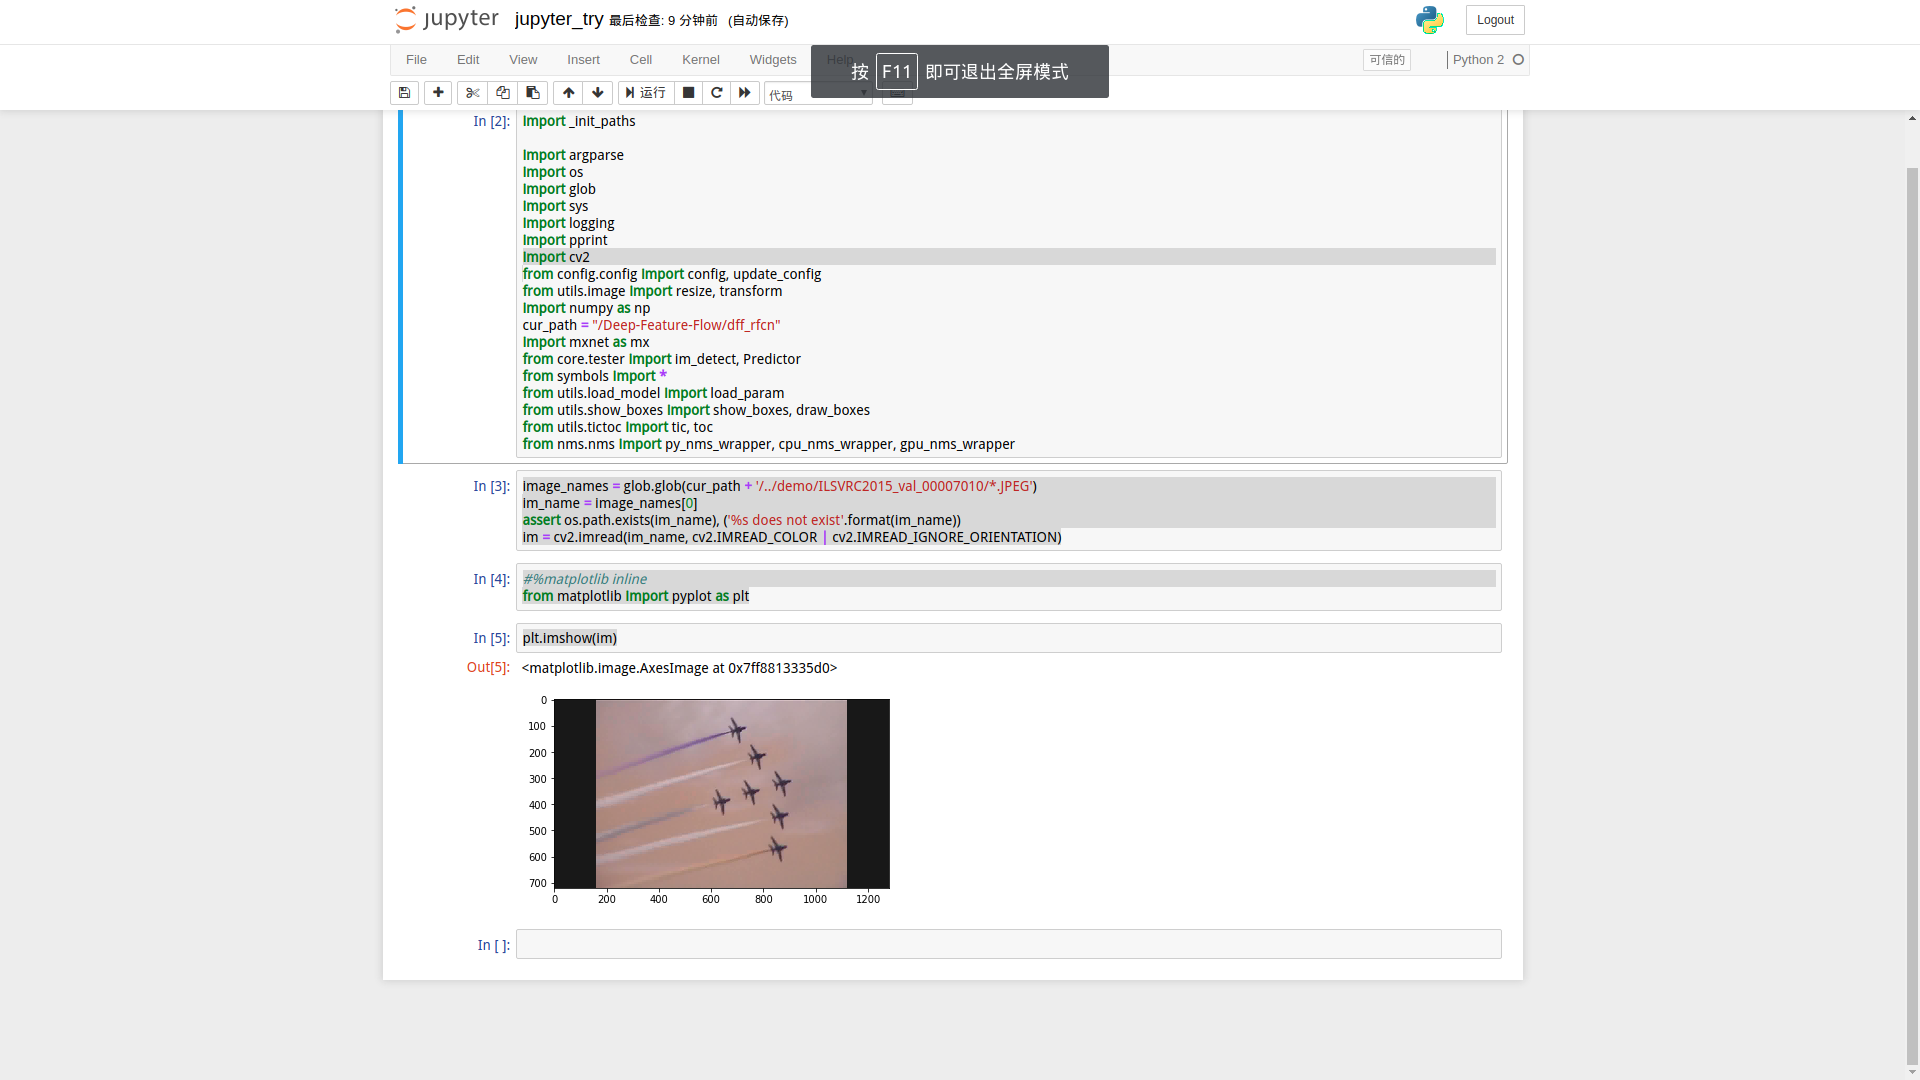 jupyter jupyter_try 最后检查: 9 分钟前 (自动保存) Logout
File Edit View Insert Cell Kernel Widgets Help 可信的 Python 2
按 F11 即可退出全屏模式
运行 代码
In [2]: Import _init_paths
Import argparse
Import os
Import glob
Import sys
Import logging
Import pprint
Import cv2
from config.config Import config, update_config
from utils.image Import resize, transform
Import numpy as np
cur_path = "/Deep-Feature-Flow/dff_rfcn"
Import mxnet as mx
from core.tester Import im_detect, Predictor
from symbols Import *
from utils.load_model Import load_param
from utils.show_boxes Import show_boxes, draw_boxes
from utils.tictoc Import tic, toc
from nms.nms Import py_nms_wrapper, cpu_nms_wrapper, gpu_nms_wrapper
In [3]: image_names = glob.glob(cur_path + '/../demo/ILSVRC2015_val_00007010/*.JPEG')
im_name = image_names[0]
assert os.path.exists(im_name), ('%s does not exist'.format(im_name))
im = cv2.imread(im_name, cv2.IMREAD_COLOR | cv2.IMREAD_IGNORE_ORIENTATION)
In [4]: #%matplotlib inline
from matplotlib Import pyplot as plt
In [5]: plt.imshow(im)
Out[5]: <matplotlib.image.AxesImage at 0x7ff8813335d0>
0
100
200
300
400
500
600
700
0 200 400 600 800 1000 1200
In [ ]: